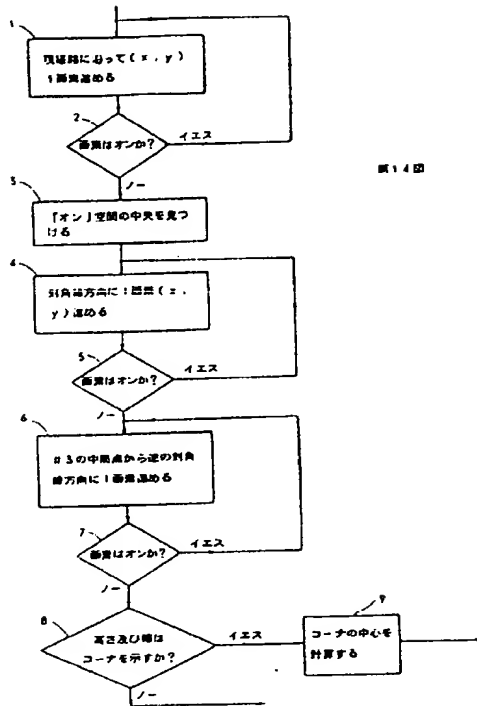 1
現経路に沿って(x,y)
1画素進める
2
画素はオンか?
イエス
ノー
第14図
3
「オン」空間の中央を見つ
ける
4
対角線方向に1画素(x,
y)進める
5
画素はオンか?
イエス
ノー
6
#3の中間点から逆の対角
線方向に1画素進める
7
画素はオンか?
イエス
ノー
8
高さ及び幅は
コーナを示すか?
イエス
9
コーナの中心を
計算する
ノー